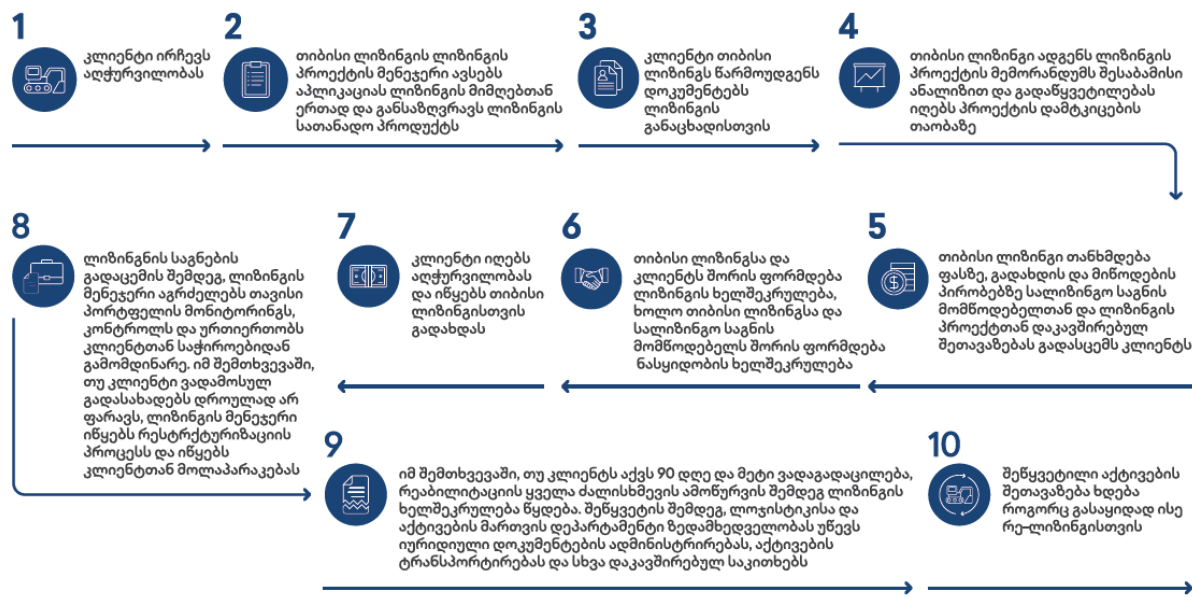 1
კლიენტი ირჩევს
აღჭურვილობას
2
თიბისი ლიზინგის ლიზინგის
პროექტის მენეჯერი ავსებს
აპლიკაციას ლიზინგის მიმღებთან
ერთად და განსაზღვრავს ლიზინგის
სათანადო პროდუქტს
3
კლიენტი თიბისი
ლიზინგს წარმოუდგენს
დოკუმენტებს
ლიზინგის
განაცხადისთვის
4
თიბისი ლიზინგი ადგენს ლიზინგის
პროექტის მემორანდუმს შესაბამისი
ანალიზით და გადაწყვეტილებას
იღებს პროექტის დამტკიცების
თაობაზე
5
თიბისი ლიზინგი თანხმდება
ფასზე, გადახდის და მიწოდების
პირობებზე სალიზინგო საგნის
მომწოდებელთან და ლიზინგის
პროექტთან დაკავშირებულ
შეთავაზებას გადასცემს კლიენტს
6
თიბისი ლიზინგსა და
კლიენტს შორის ფორმდება
ლიზინგის ხელშეკრულება,
ხოლო თიბისი ლიზინგსა და
სალიზინგო საგნის
მომწოდებელს შორის ფორმდება
ნასყიდობის ხელშეკრულება
7
კლიენტი იღებს
აღჭურვილობას
და იწყებს თიბისი
ლიზინგისთვის
გადახდას
8
ლიზინგნის საგნების
გადაცემის შემდეგ, ლიზინგის
მენეჯერი აგრძელებს თავისი
პორტფელის მონიტორინგს,
კონტროლს და ურთიერთობს
კლიენტთან საჭიროებიდან
გამომდინარე. იმ შემთხვევაში,
თუ კლიენტი ვადამოსულ
გადასახადებს დროულად არ
ფარავს, ლიზინგის მენეჯერი
იწყებს რესტრქტურიზაციის
პროცესს და იწყებს
კლიენტთან მოლაპარაკებას
9
იმ შემთხვევაში, თუ კლიენტს აქვს 90 დღე და მეტი ვადაგადაცილება,
რეაბილიტაციის ყველა ძალისხმევის ამოწურვის შემდეგ ლიზინგის
ხელშეკრულება წყდება. შეწყვეტის შემდეგ, ლოჯისტიკისა და
აქტივების მართვის დეპარტამენტი ზედამხედველობას უწევს
იურიდიული დოკუმენტების ადმინისტრირებას, აქტივების
ტრანსპორტირებას და სხვა დაკავშირებულ საკითხებს
10
შეწყვეტილი აქტივების
შეთავაზება ხდება
როგორც გასაყიდად ისე
რე–ლიზინგისთვის